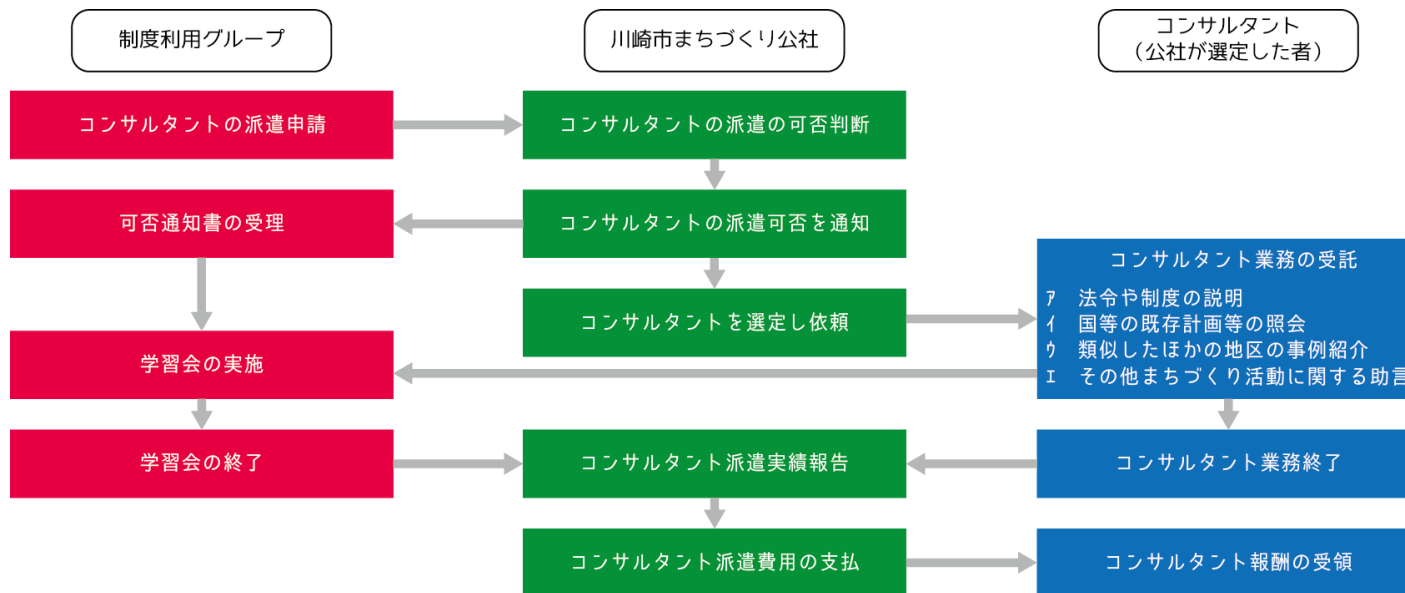 制度利用グループ
川崎市まちづくり公社
コンサルタント
（公社が選定した者）
コンサルタントの派遣申請
コンサルタントの派遣の可否判断
可否通知書の受理
コンサルタントの派遣可否を通知
コンサルタントを選定し依頼
コンサルタント業務の受託
ｱ 法令や制度の説明
ｲ 国等の既存計画等の照会
ｳ 類似したほかの地区の事例紹介
ｴ その他まちづくり活動に関する助言
学習会の実施
学習会の終了
コンサルタント派遣実績報告
コンサルタント業務終了
コンサルタント派遣費用の支払
コンサルタント報酬の受領